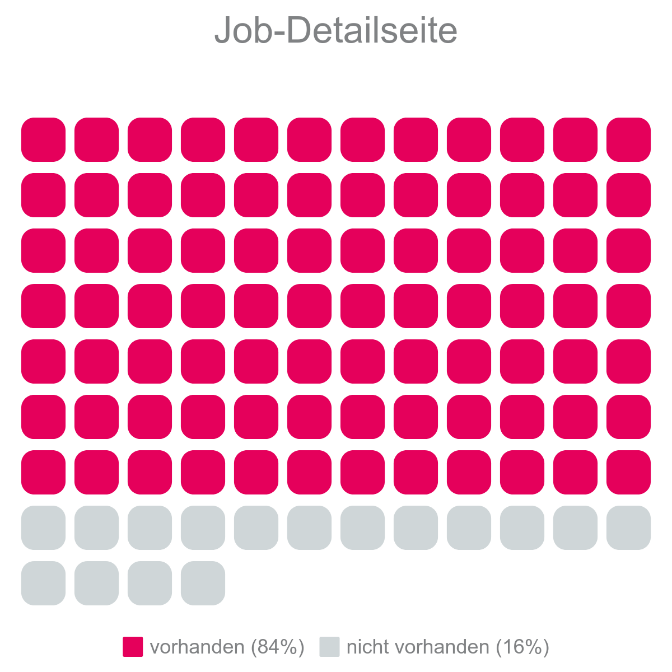 Job-Detailseite
vorhanden (84%) nicht vorhanden (16%)